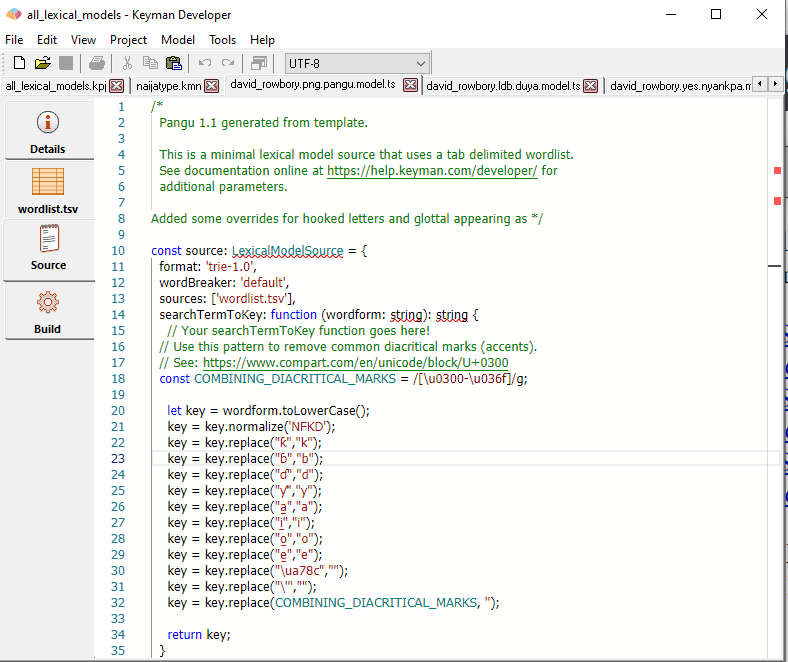 all_lexical_models - Keyman Developer
File Edit View Project Model Tools Help
UTF-8
all_lexical_models.kpj naijatype.kmn david_rowbory.png.pangu.model.ts david_rowbory.ldb.duya.model.ts david_rowbory.yes.nyankpa.m
Details
wordlist.tsv
Source
Build
1 /*
2 Pangu 1.1 generated from template.
3
4 This is a minimal lexical model source that uses a tab delimited wordlist.
5 See documentation online at https://help.keyman.com/developer/ for
6 additional parameters.
7
8 Added some overrides for hooked letters and glottal appearing as */
9
10 const source: LexicalModelSource = {
11 format: 'trie-1.0',
12 wordBreaker: 'default',
13 sources: ['wordlist.tsv'],
14 searchTermToKey: function (wordform: string): string {
15 // Your searchTermToKey function goes here!
16 // Use this pattern to remove common diacritical marks (accents).
17 // See: https://www.compart.com/en/unicode/block/U+0300
18 const COMBINING_DIACRITICAL_MARKS = /[\u0300-\u036f]/g;
19
20 let key = wordform.toLowerCase();
21 key = key.normalize('NFKD');
22 key = key.replace("ƙ","k");
23 key = key.replace("ɓ","b");
24 key = key.replace("ɗ","d");
25 key = key.replace("ƴ","y");
26 key = key.replace("a̱","a");
27 key = key.replace("i̱","i");
28 key = key.replace("o̱","o");
29 key = key.replace("e̱","e");
30 key = key.replace("\ua78c","");
31 key = key.replace("\'","");
32 key = key.replace(COMBINING_DIACRITICAL_MARKS, '');
33
34 return key;
35 }